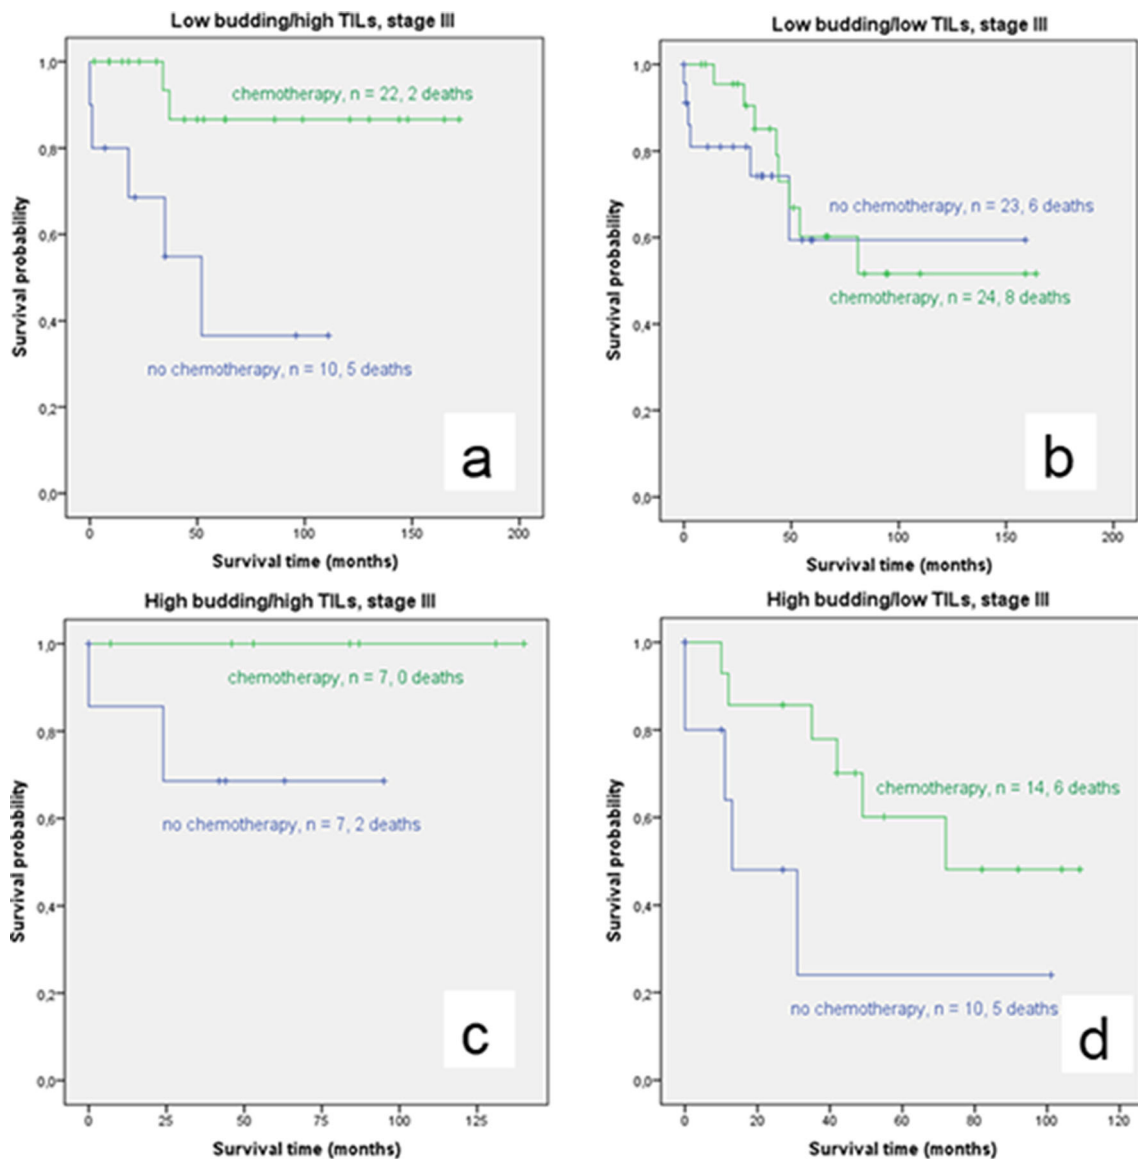 Low budding/high TILs, stage III
1,0
0,8
0,6
0,4
0,2
0,0
Survival probability
chemotherapy, n = 22, 2 deaths
no chemotherapy, n = 10, 5 deaths
a
0 50 100 150 200
Survival time (months)
Low budding/low TILs, stage III
1,0
0,8
0,6
0,4
0,2
0,0
Survival probability
no chemotherapy, n = 23, 6 deaths
chemotherapy, n = 24, 8 deaths
b
0 50 100 150 200
Survival time (months)
High budding/high TILs, stage III
1,0
0,8
0,6
0,4
0,2
0,0
Survival probability
chemotherapy, n = 7, 0 deaths
no chemotherapy, n = 7, 2 deaths
c
0 25 50 75 100 125
Survival time (months)
High budding/low TILs, stage III
1,0
0,8
0,6
0,4
0,2
0,0
Survival probability
chemotherapy, n = 14, 6 deaths
no chemotherapy, n = 10, 5 deaths
d
0 20 40 60 80 100 120
Survival time (months)